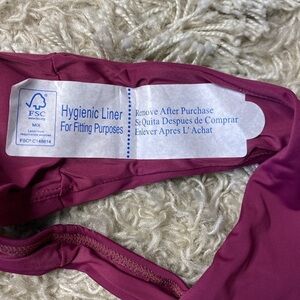 FSC
MIX
FSC® C148614
Hygienic Liner
For Fitting Purposes
Remove After Purchase
Se Quita Despues de Comprar
Enlever Apres L' Achat